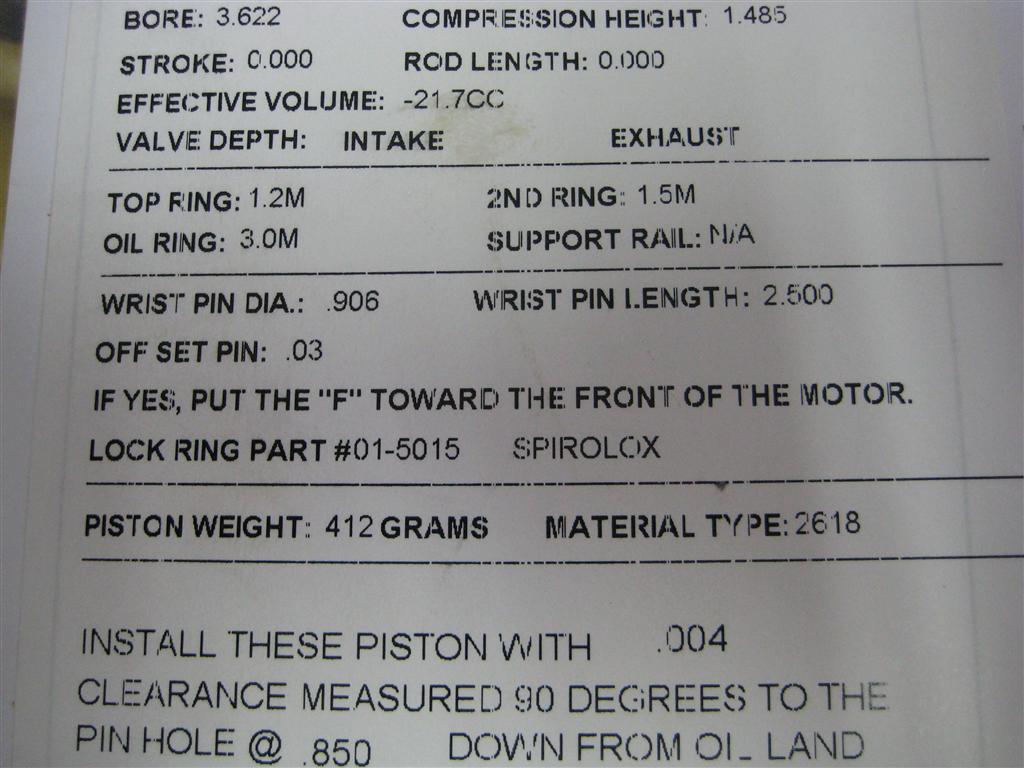 BORE: 3.622 COMPRESSION HEIGHT: 1.485
STROKE: 0.000 ROD LENGTH: 0.000
EFFECTIVE VOLUME: -21.7CC
VALVE DEPTH: INTAKE EXHAUST
TOP RING: 1.2M 2ND RING: 1.5M
OIL RING: 3.0M SUPPORT RAIL: N/A
WRIST PIN DIA.: .906 WRIST PIN LENGTH: 2.500
OFF SET PIN: .03
IF YES, PUT THE "F" TOWARD THE FRONT OF THE MOTOR.
LOCK RING PART #01-5015 SPIROLOX
PISTON WEIGHT: 412 GRAMS MATERIAL TYPE: 2618
INSTALL THESE PISTON WITH .004
CLEARANCE MEASURED 90 DEGREES TO THE
PIN HOLE @ .850 DOWN FROM OIL LAND